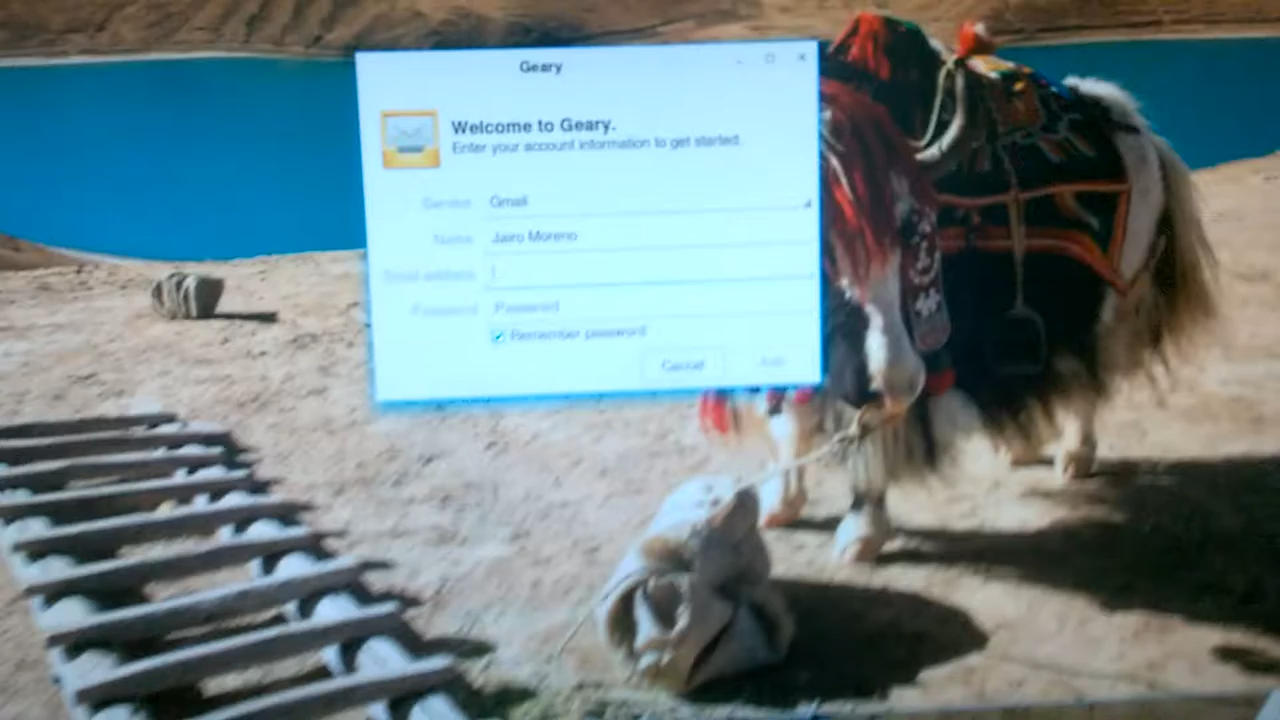 Geary
Welcome to Geary.
Enter your account information to get started.
Service Gmail
Name Jairo Moreno
Email address
Password Password
Remember password
Cancel Add